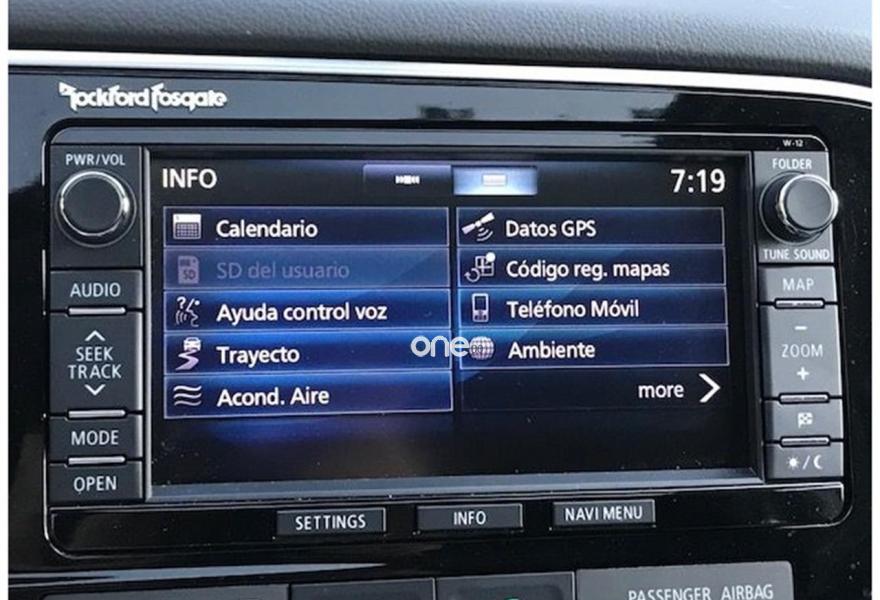 Rockford Fosgate
W-12
PWR/VOL
FOLDER
INFO
7:19
Calendario
Datos GPS
SD del usuario
Código reg. mapas
Ayuda control voz
Teléfono Móvil
Trayecto
Ambiente
Acond. Aire
more
one
TUNE SOUND
AUDIO
MAP
SEEK
TRACK
ZOOM
MODE
OPEN
SETTINGS
INFO
NAVI MENU
PASSENGER AIRBAG